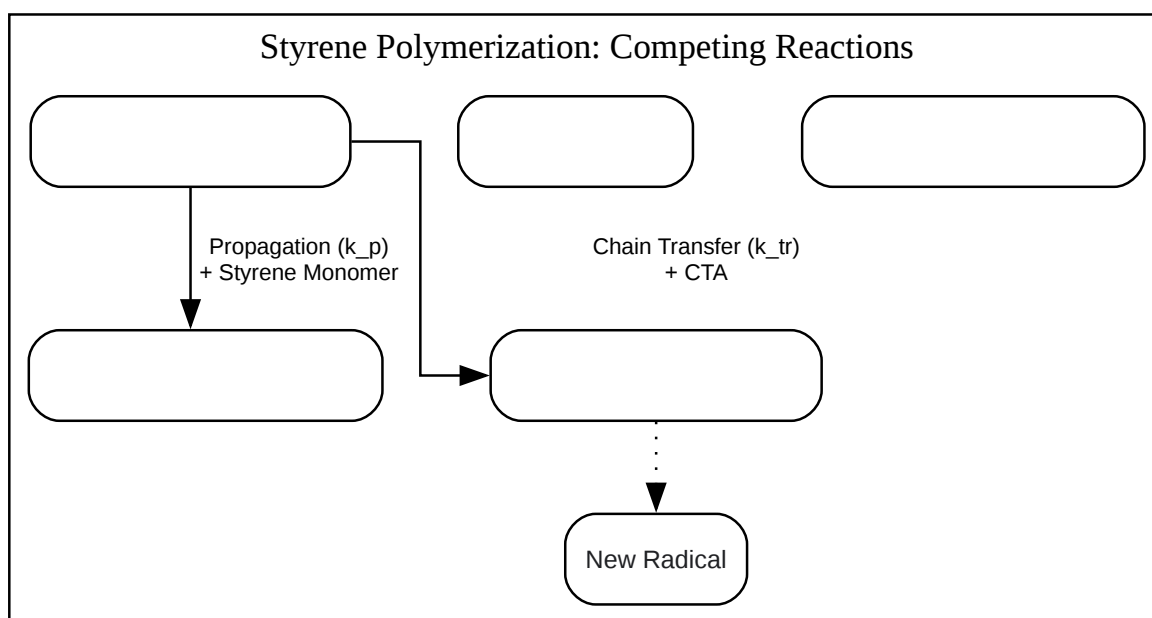 Styrene Polymerization: Competing Reactions
Propagation (k_p)
+ Styrene Monomer
Chain Transfer (k_tr)
+ CTA
New Radical